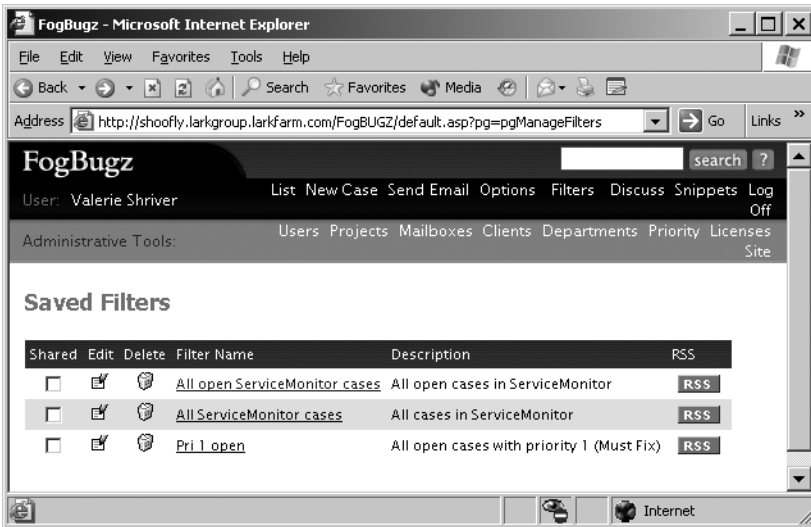 FogBugz - Microsoft Internet Explorer
File Edit View Favorites Tools Help
Back Search Favorites Media
Address http://shoofly.larkgroup.larkfarm.com/FogBUGZ/default.asp?pg=pgManageFilters Go Links »
FogBugz search ?
User: Valerie Shriver List New Case Send Email Options Filters Discuss Snippets Log
Off
Administrative Tools: Users Projects Mailboxes Clients Departments Priority Licenses
Site
Saved Filters
Shared Edit Delete Filter Name Description RSS
All open ServiceMonitor cases All open cases in ServiceMonitor RSS
All ServiceMonitor cases All cases in ServiceMonitor RSS
Pri 1 open All open cases with priority 1 (Must Fix) RSS
Internet